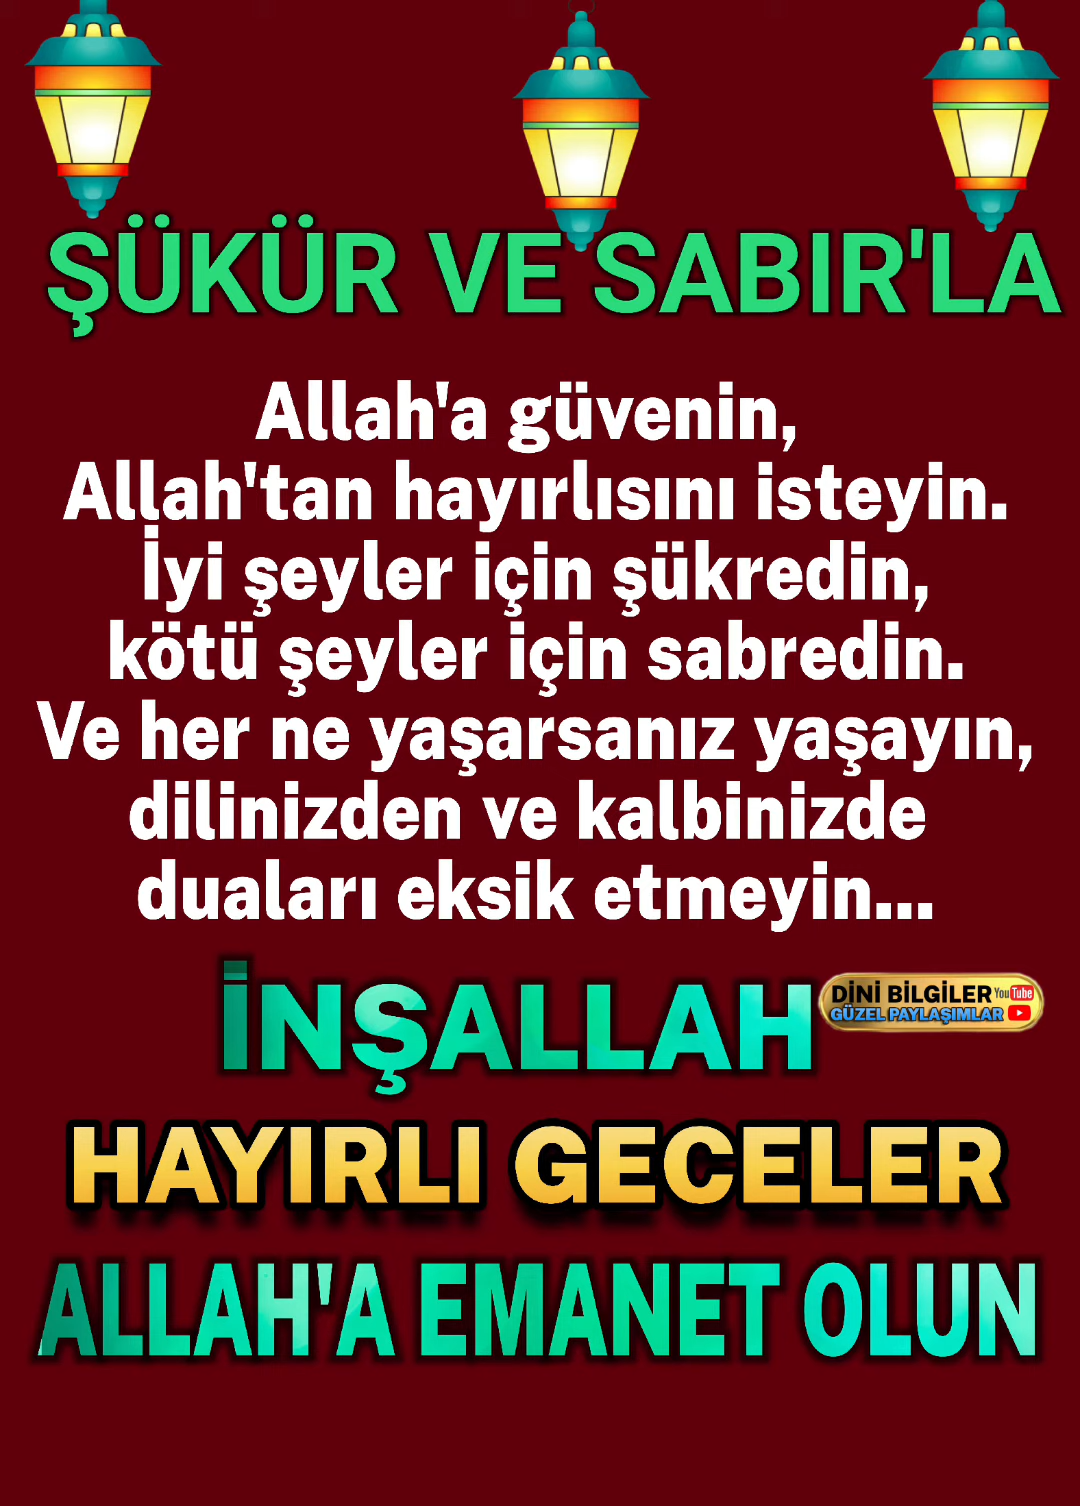 ŞÜKÜR VE SABIR'LA
Allah'a güvenin,
Allah'tan hayırlısını isteyin.
İyi şeyler için şükredin,
kötü şeyler için sabredin.
Ve her ne yaşarsanız yaşayın,
dilinizden ve kalbinizde
duaları eksik etmeyin...
İNŞALLAH
DİNİ BİLGİLER YouTube
GÜZEL PAYLAŞIMLAR
HAYIRLI GECELER
ALLAH'A EMANET OLUN